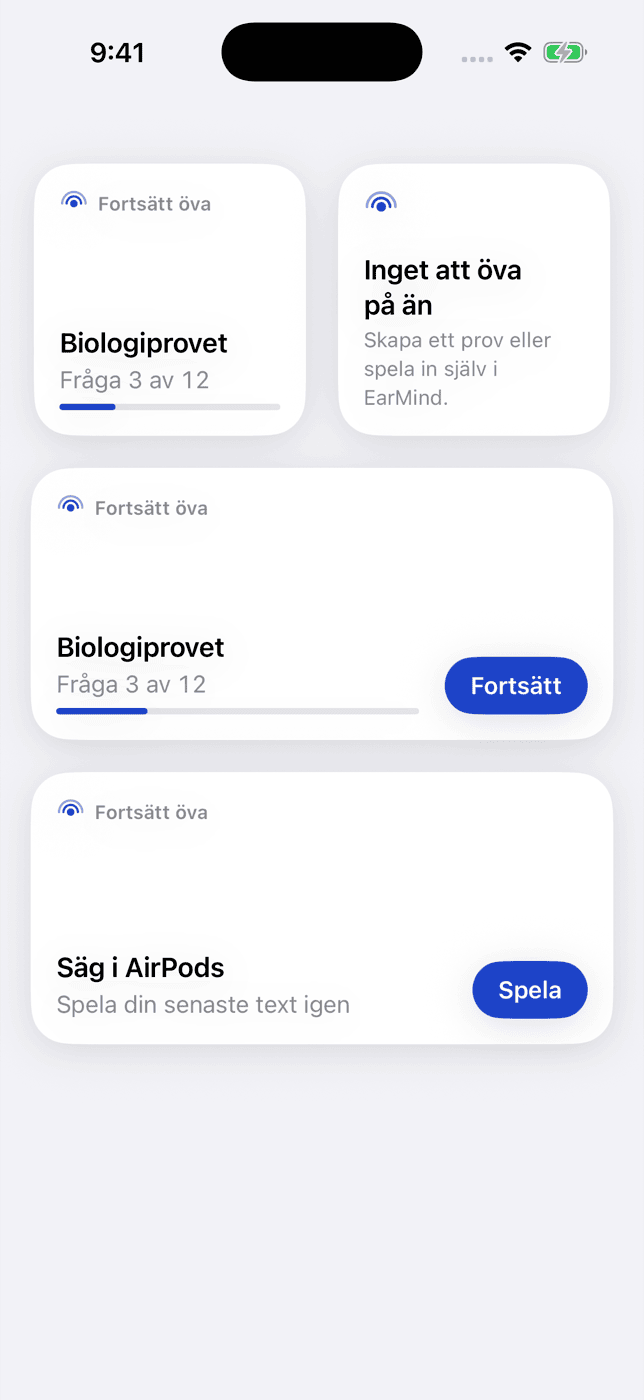 9:41
Fortsätt öva
Biologiprovet
Fråga 3 av 12
Inget att öva
på än
Skapa ett prov eller
spela in själv i
EarMind.
Fortsätt öva
Biologiprovet
Fråga 3 av 12
Fortsätt
Fortsätt öva
Säg i AirPods
Spela din senaste text igen
Spela